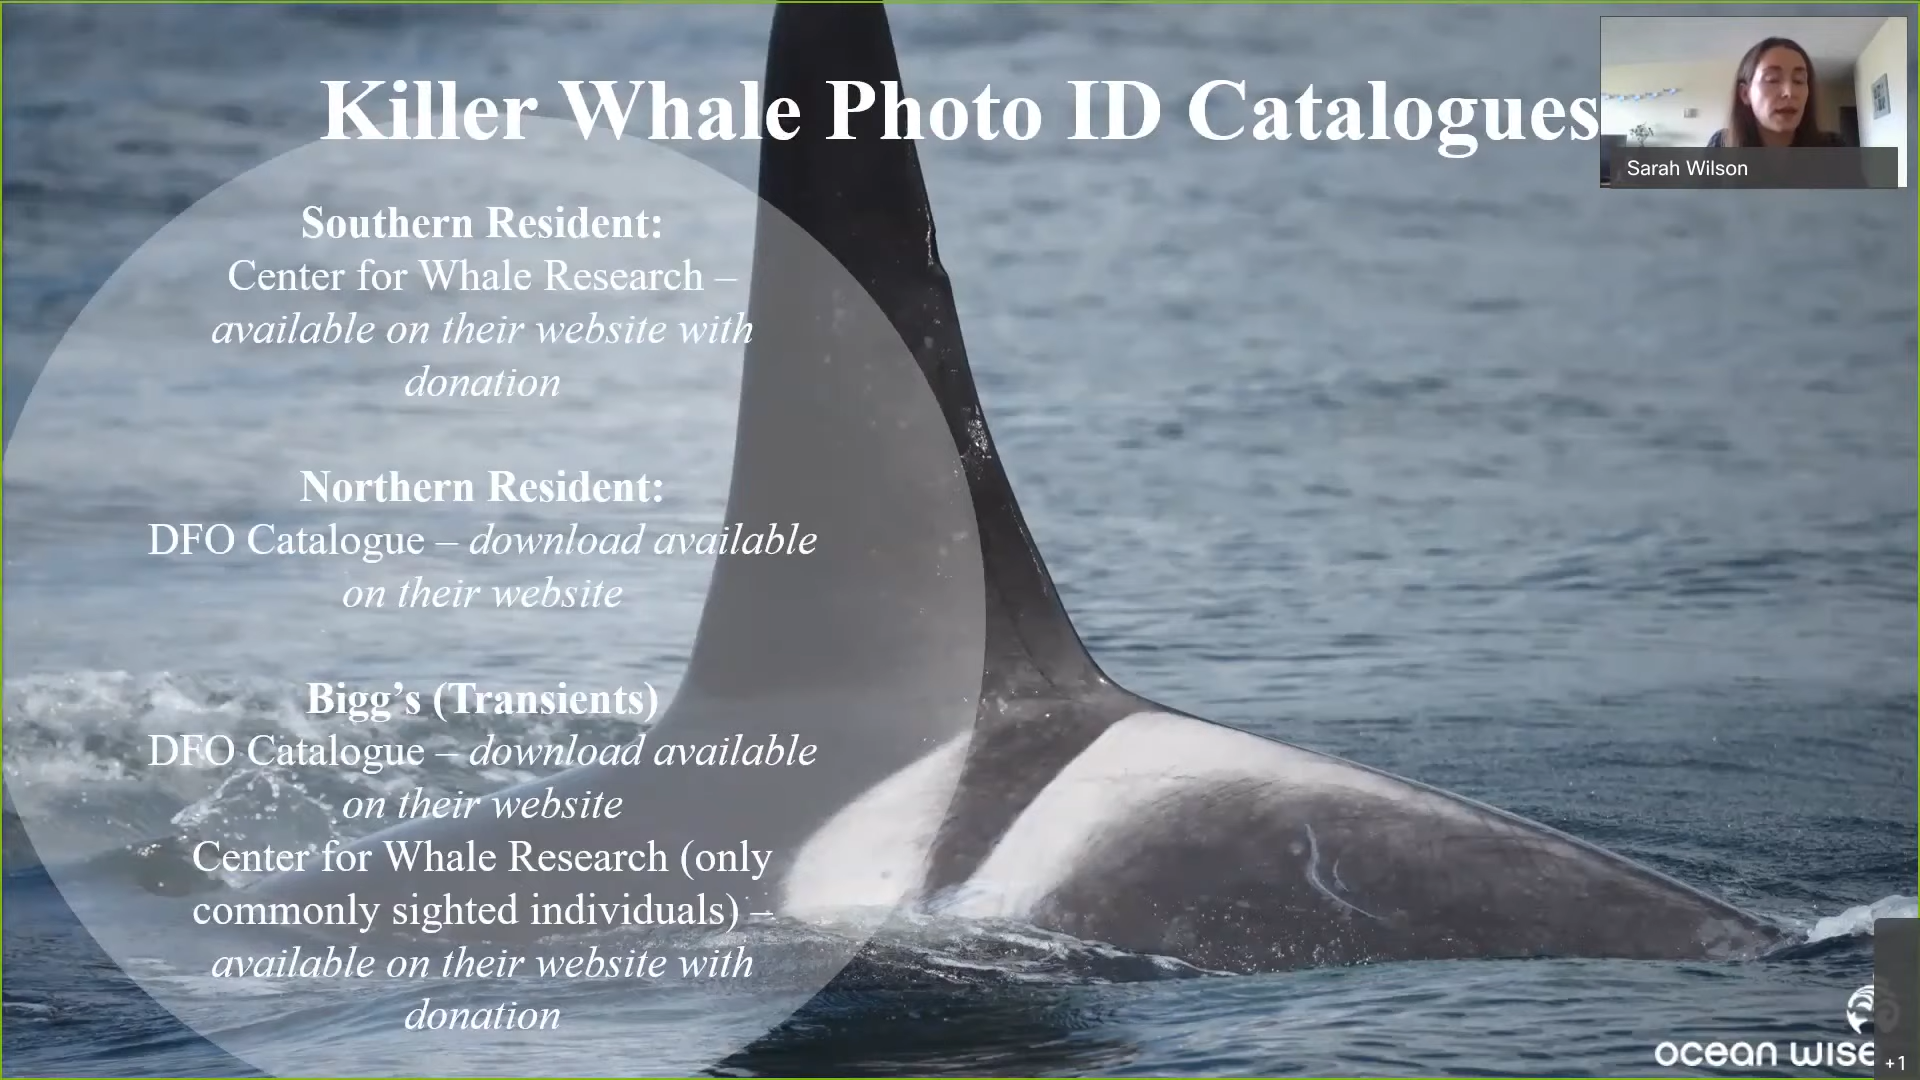 Killer Whale Photo ID Catalogues
Sarah Wilson
Southern Resident:
Center for Whale Research –
available on their website with
donation
Northern Resident:
DFO Catalogue – download available
on their website
Bigg's (Transients)
DFO Catalogue – download available
on their website
Center for Whale Research (only
commonly sighted individuals) –
available on their website with
donation
ocean wise
+1